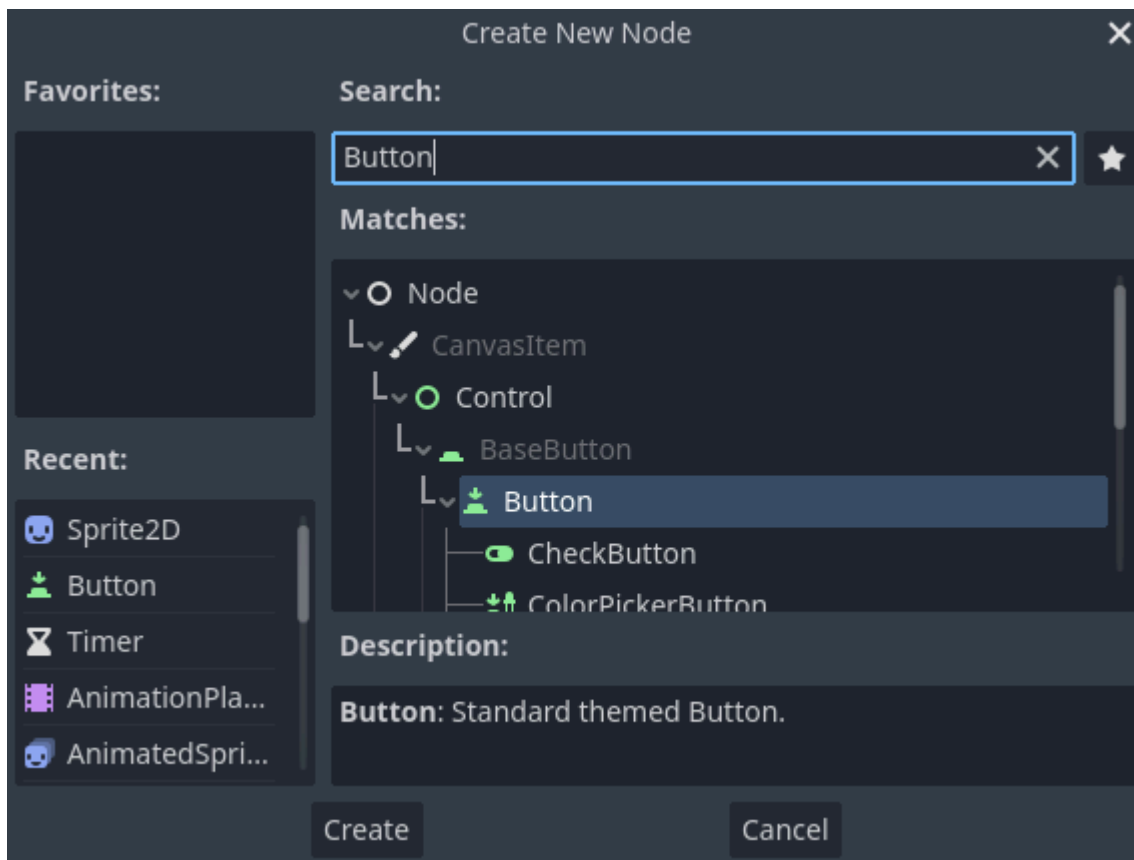 Create New Node
Favorites:
Search:
Button
Matches:
Node
CanvasItem
Control
BaseButton
Button
CheckButton
ColorPickerButton
Recent:
Sprite2D
Button
Timer
AnimationPla...
AnimatedSpri...
Description:
Button: Standard themed Button.
Create
Cancel